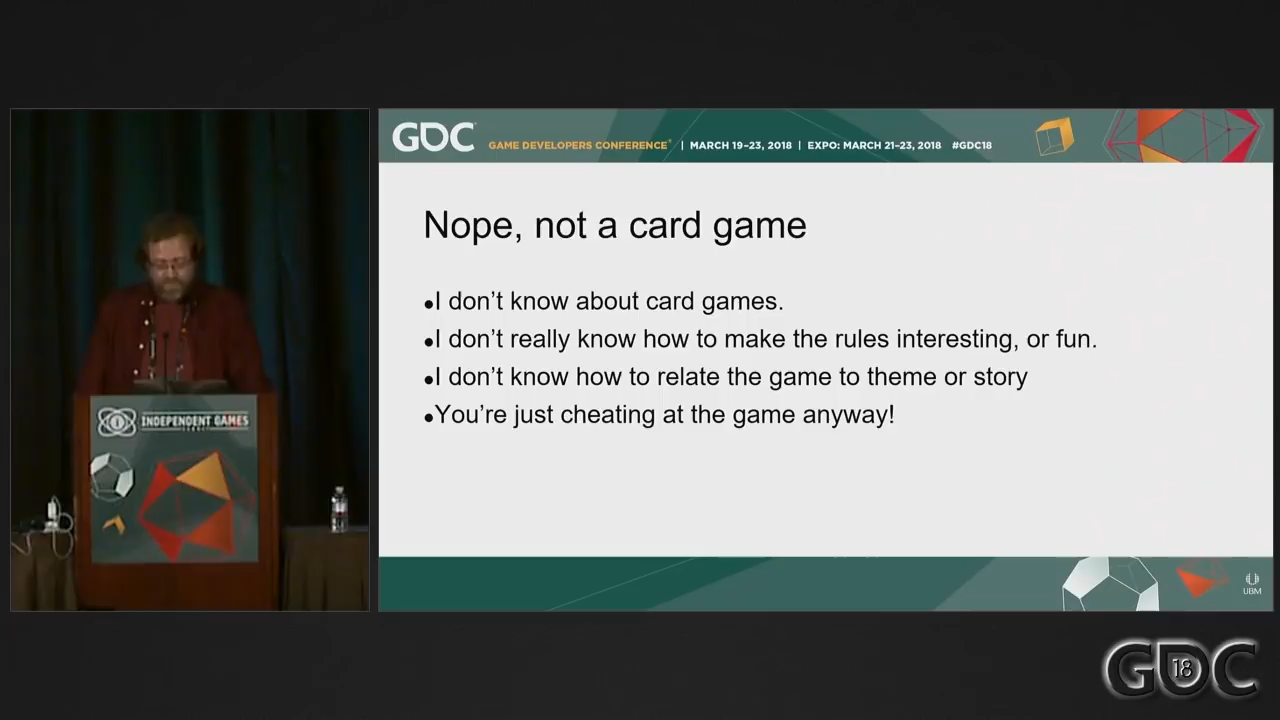 GDC
GAME DEVELOPERS CONFERENCE® | MARCH 19–23, 2018 | EXPO: MARCH 21–23, 2018 #GDC18
Nope, not a card game
●I don’t know about card games.
●I don’t really know how to make the rules interesting, or fun.
●I don’t know how to relate the game to theme or story
●You’re just cheating at the game anyway!
INDEPENDENT GAMES
UBM
GDC
18